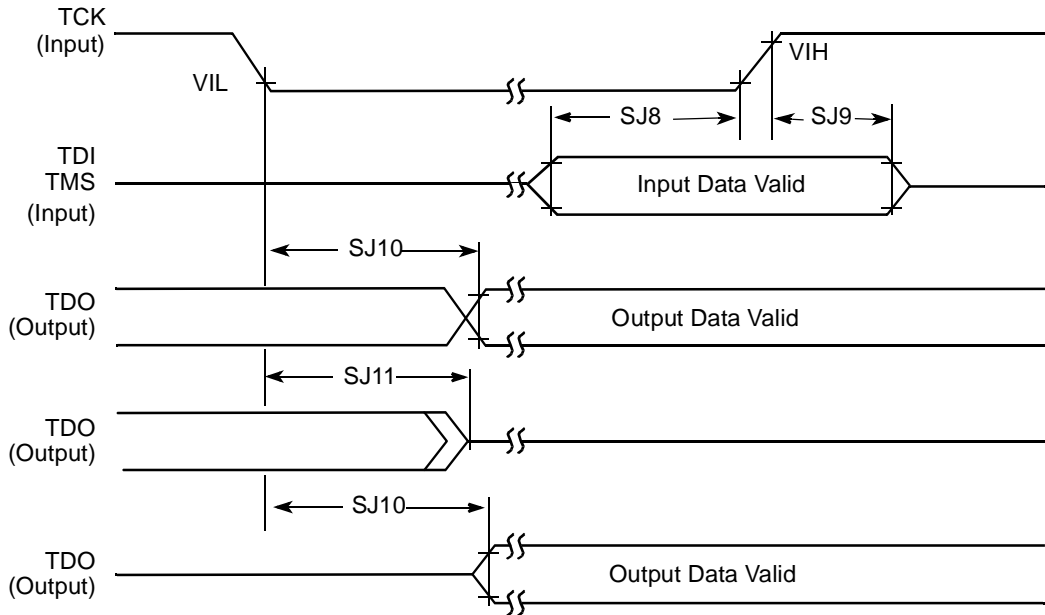 TCK
(Input)
VIL
VIH
SJ8
SJ9
TDI
TMS
(Input)
Input Data Valid
SJ10
TDO
(Output)
Output Data Valid
SJ11
TDO
(Output)
SJ10
TDO
(Output)
Output Data Valid